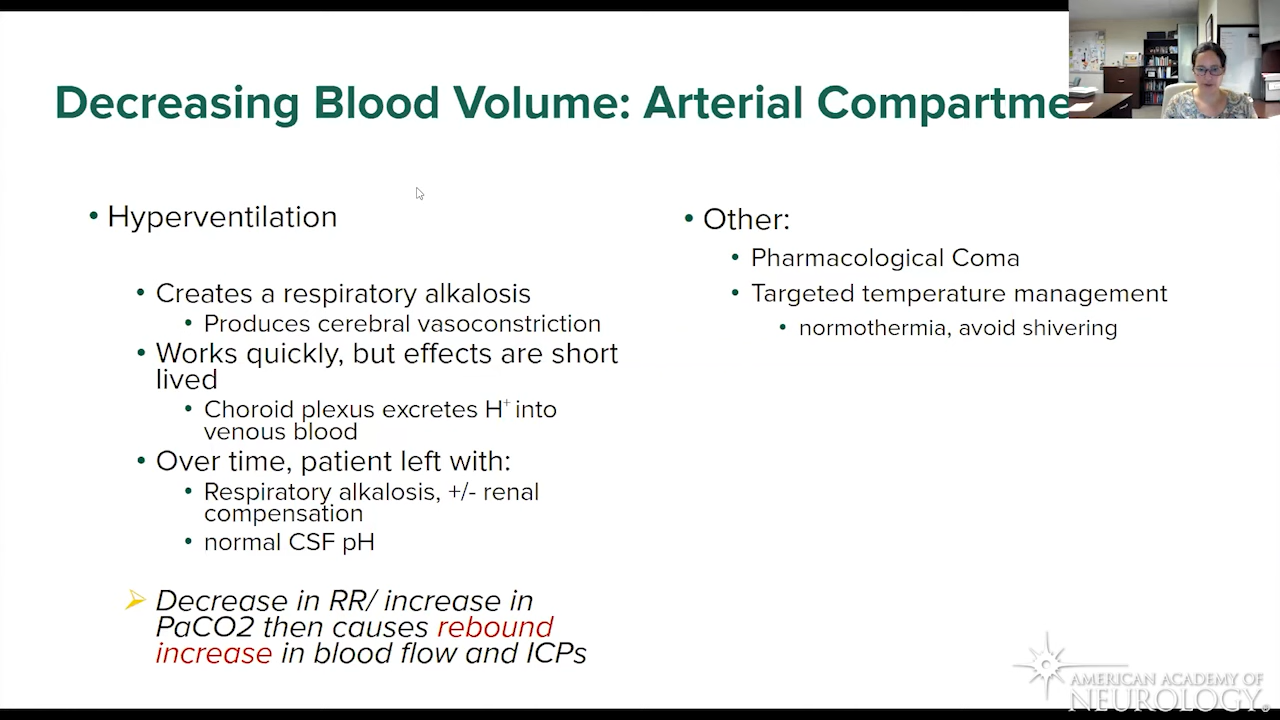 Decreasing Blood Volume: Arterial Compartme
• Hyperventilation
• Creates a respiratory alkalosis
• Produces cerebral vasoconstriction
• Works quickly, but effects are short
lived
• Choroid plexus excretes H⁺ into
venous blood
• Over time, patient left with:
• Respiratory alkalosis, +/- renal
compensation
• normal CSF pH
➢ Decrease in RR/ increase in
PaCO2 then causes rebound
increase in blood flow and ICPs
• Other:
• Pharmacological Coma
• Targeted temperature management
• normothermia, avoid shivering
AMERICAN ACADEMY OF
NEUROLOGY®